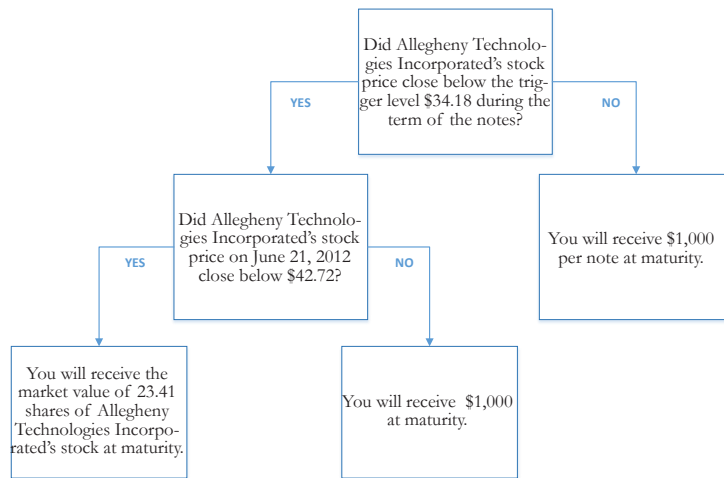 Did Allegheny Technolo-
gies Incorporated's stock
price close below the trig-
ger level $34.18 during the
term of the notes?
YES
NO
Did Allegheny Technolo-
gies Incorporated's stock
price on June 21, 2012
close below $42.72?
You will receive $1,000
per note at maturity.
YES
NO
You will receive the
market value of 23.41
shares of Allegheny
Technologies Incorpo-
rated's stock at maturity.
You will receive $1,000
at maturity.